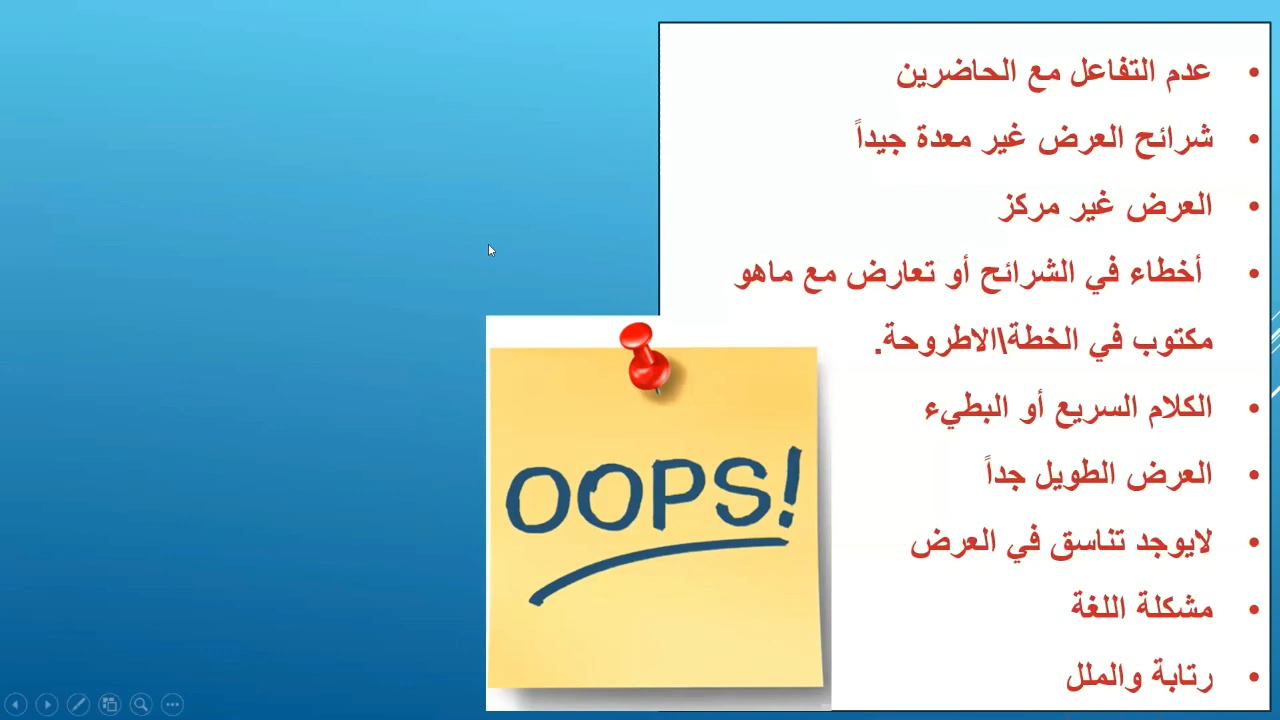 • عدم التفاعل مع الحاضرين
• شرائح العرض غير معدة جيداً
• العرض غير مركز
• أخطاء في الشرائح أو تعارض مع ماهو
مكتوب في الخطة\الاطروحة.
• الكلام السريع أو البطيء
• العرض الطويل جداً
• لايوجد تناسق في العرض
• مشكلة اللغة
• رتابة والملل
OOPS!